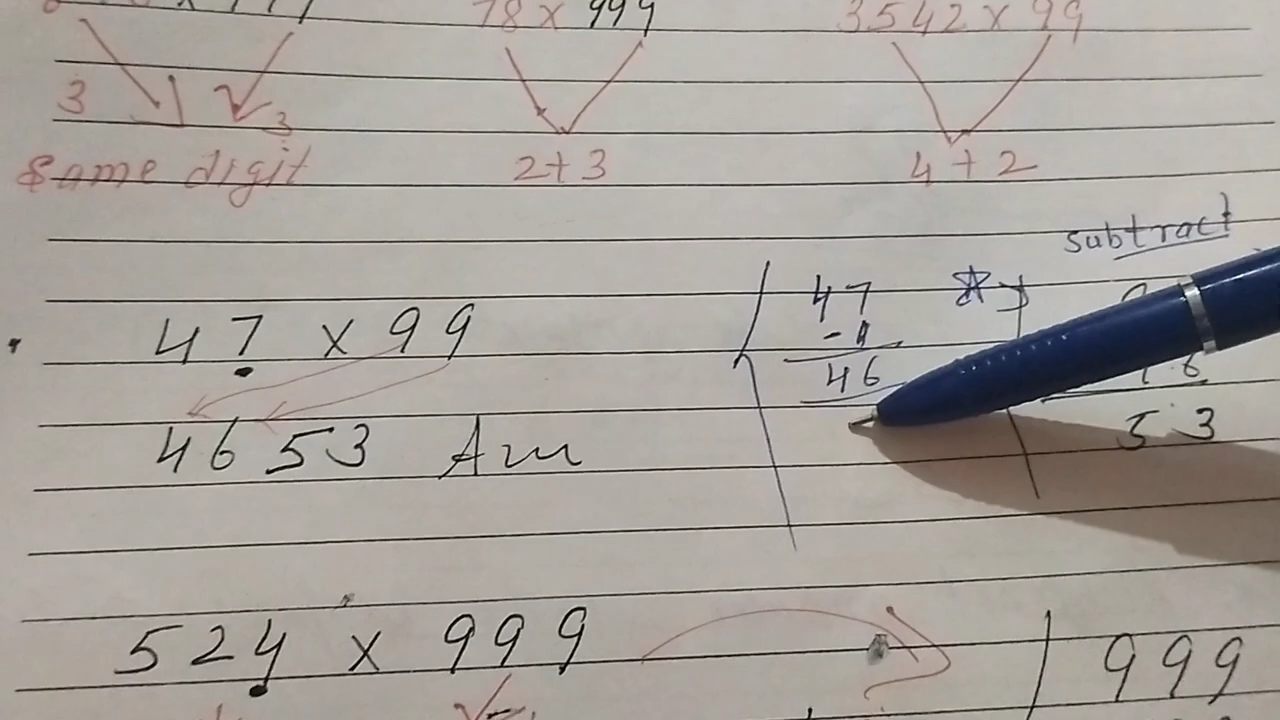 78 x 999
3542 x 99
3 3
Same digit
2+3
4+2
subtract
47 x 99
47
-1
46
53
4653 Am
524 x 999
999